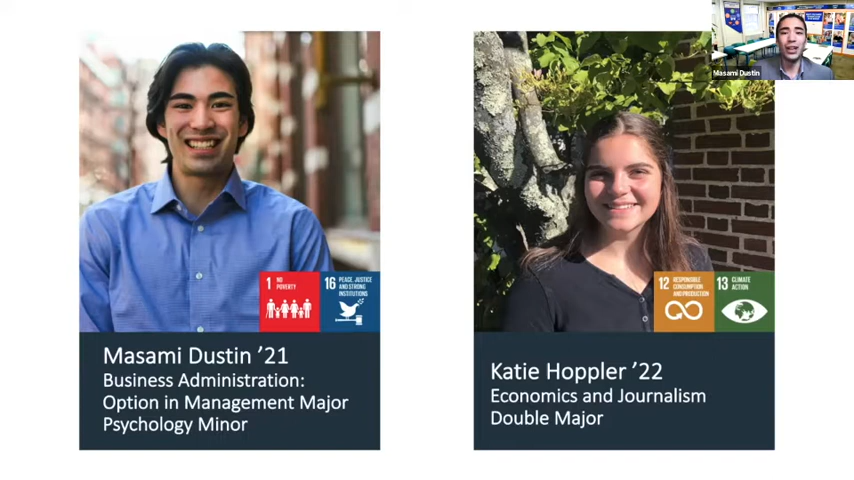 Masami Dustin
1 NO
POVERTY
16 PEACE, JUSTICE
AND STRONG
INSTITUTIONS
12 RESPONSIBLE
CONSUMPTION
AND PRODUCTION
13 CLIMATE
ACTION
Masami Dustin ’21
Business Administration:
Option in Management Major
Psychology Minor
Katie Hoppler ’22
Economics and Journalism
Double Major